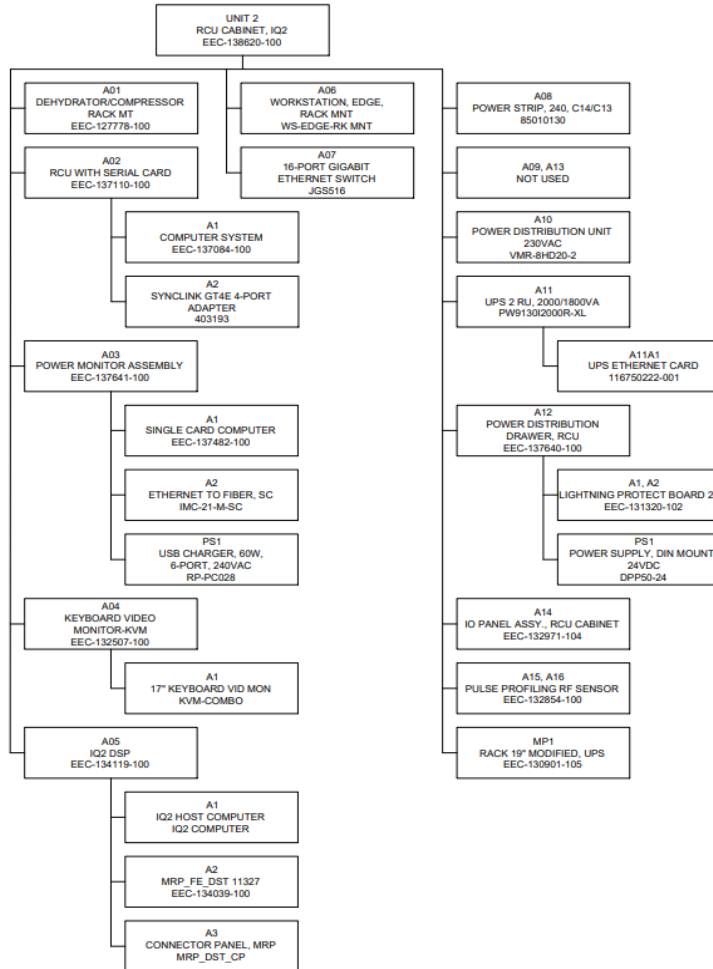 UNIT 2
RCU CABINET, IQ2
EEC-138620-100
A01
DEHYDRATOR/COMPRESSOR
RACK MT
EEC-127778-100
A02
RCU WITH SERIAL CARD
EEC-137110-100
A1
COMPUTER SYSTEM
EEC-137084-100
A2
SYNCLINK GT4E 4-PORT
ADAPTER
403193
A03
POWER MONITOR ASSEMBLY
EEC-137641-100
A1
SINGLE CARD COMPUTER
EEC-137482-100
A2
ETHERNET TO FIBER, SC
IMC-21-M-SC
PS1
USB CHARGER, 60W,
6-PORT, 240VAC
RP-PC028
A04
KEYBOARD VIDEO
MONITOR-KVM
EEC-132507-100
A1
17" KEYBOARD VID MON
KVM-COMBO
A05
IQ2 DSP
EEC-134119-100
A1
IQ2 HOST COMPUTER
IQ2 COMPUTER
A2
MRP_FE_DST 11327
EEC-134039-100
A3
CONNECTOR PANEL, MRP
MRP_DST_CP
A06
WORKSTATION, EDGE,
RACK MNT
WS-EDGE-RK MNT
A07
16-PORT GIGABIT
ETHERNET SWITCH
JGS516
A08
POWER STRIP, 240, C14/C13
85010130
A09, A13
NOT USED
A10
POWER DISTRIBUTION UNIT
230VAC
VMR-8HD20-2
A11
UPS 2 RU, 2000/1800VA
PW9130I2000R-XL
A11A1
UPS ETHERNET CARD
116750222-001
A12
POWER DISTRIBUTION
DRAWER, RCU
EEC-137640-100
A1, A2
LIGHTNING PROTECT BOARD 2
EEC-131320-102
PS1
POWER SUPPLY, DIN MOUNT
24VDC
DPP50-24
A14
IO PANEL ASSY., RCU CABINET
EEC-132971-104
A15, A16
PULSE PROFILING RF SENSOR
EEC-132854-100
MP1
RACK 19" MODIFIED, UPS
EEC-130901-105